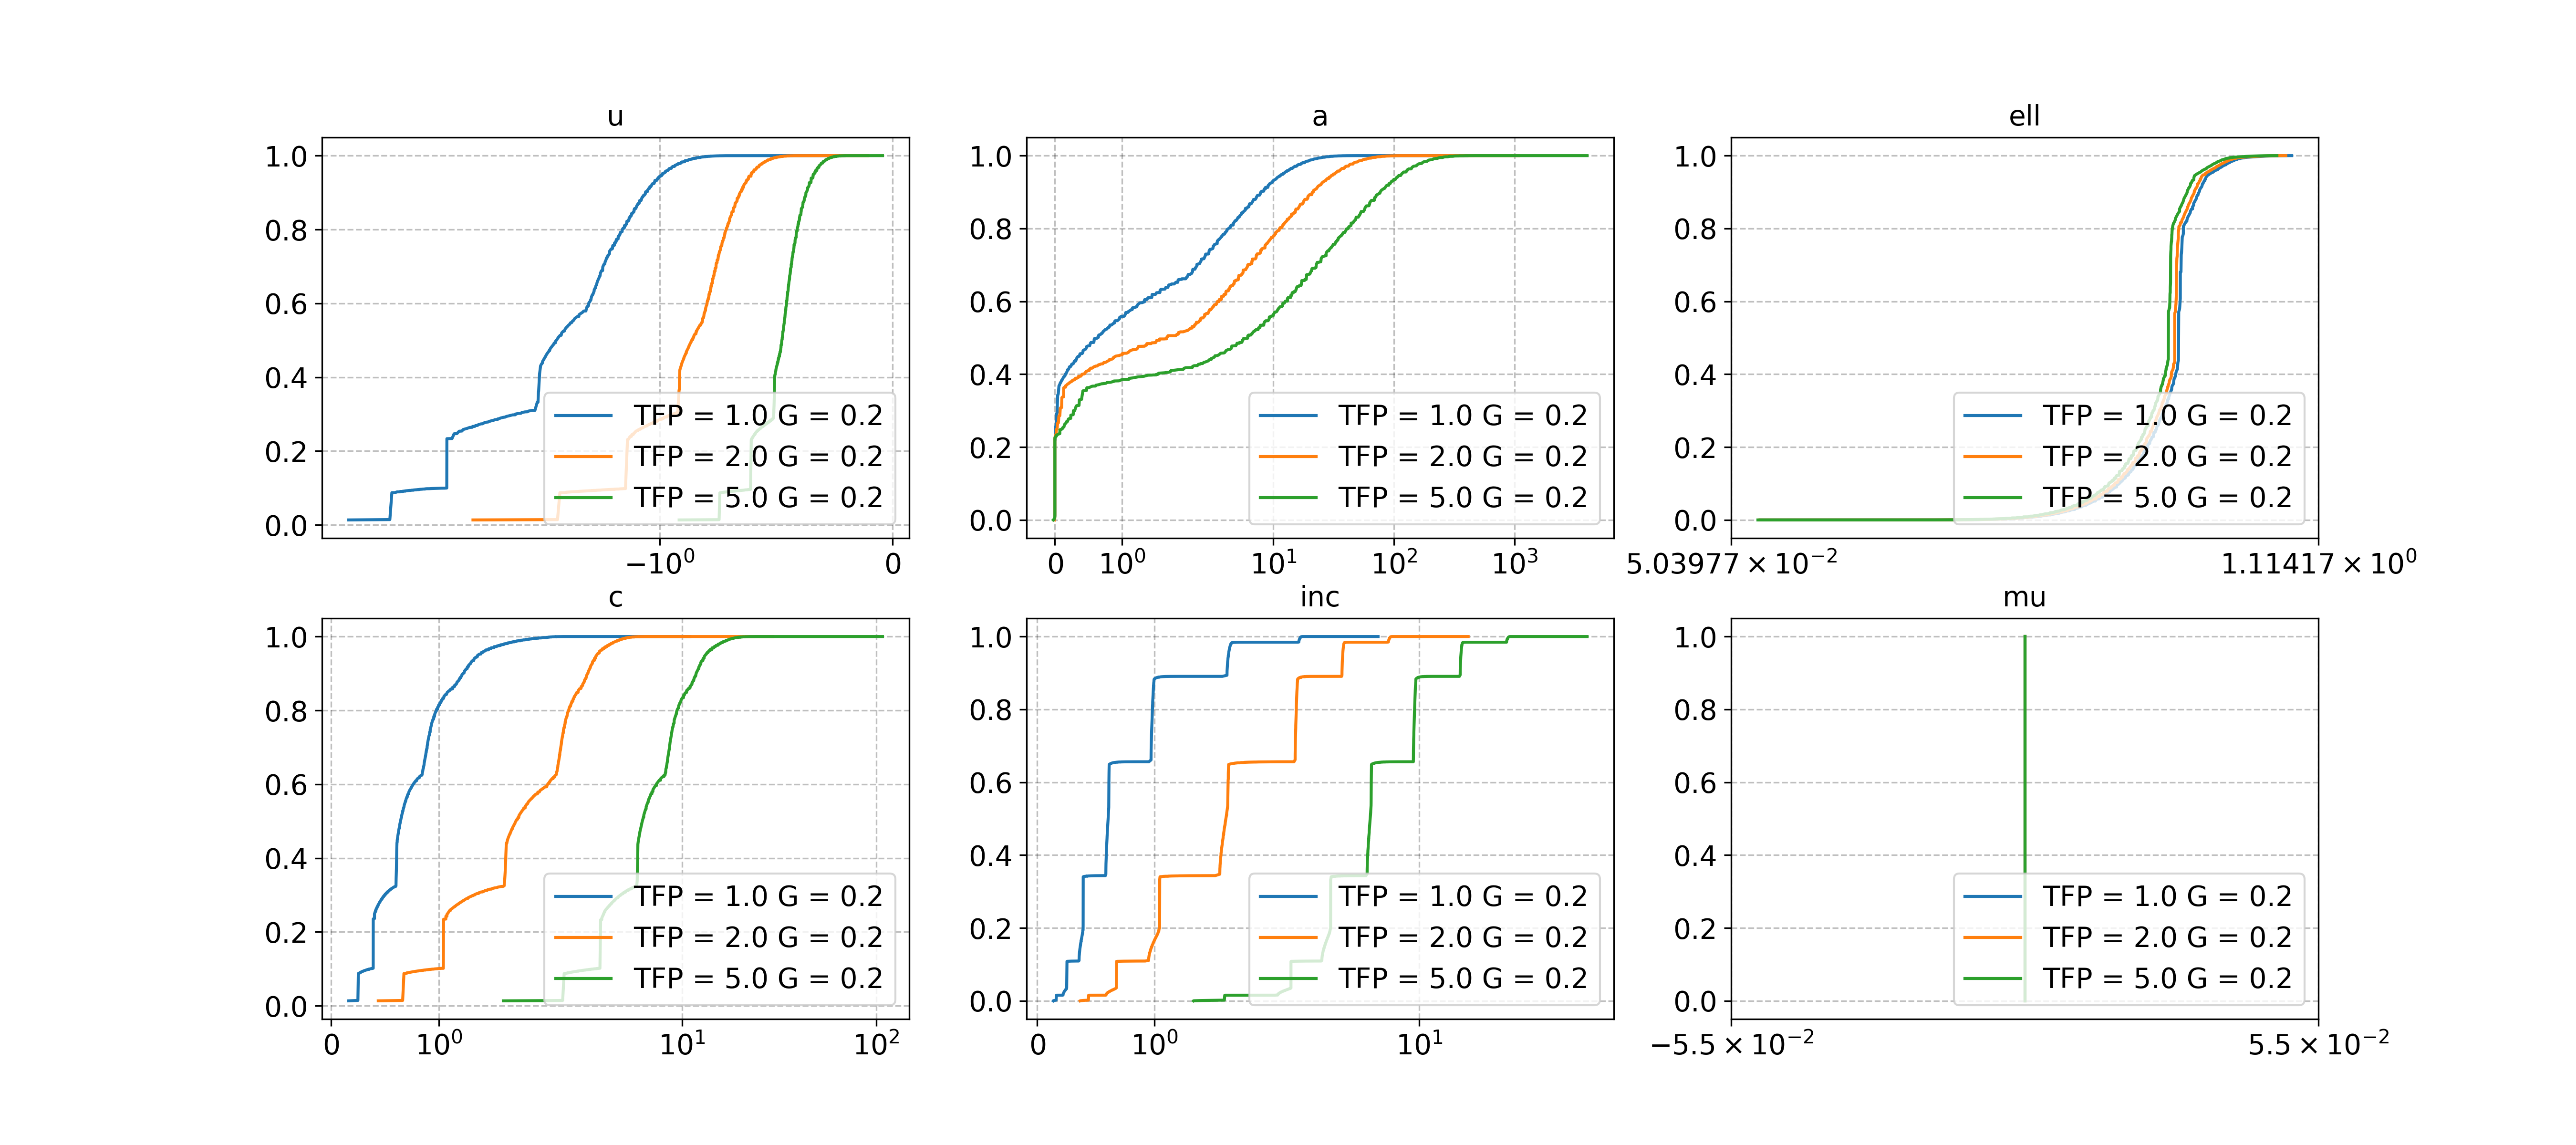 u
1.0
0.8
0.6
0.4
0.2
0.0
TFP = 1.0 G = 0.2
TFP = 2.0 G = 0.2
TFP = 5.0 G = 0.2
−10⁰ 0
a
1.0
0.8
0.6
0.4
0.2
0.0
TFP = 1.0 G = 0.2
TFP = 2.0 G = 0.2
TFP = 5.0 G = 0.2
0 10⁰ 10¹ 10² 10³
ell
1.0
0.8
0.6
0.4
0.2
0.0
TFP = 1.0 G = 0.2
TFP = 2.0 G = 0.2
TFP = 5.0 G = 0.2
5.03977 × 10⁻² 1.11417 × 10⁰
c
1.0
0.8
0.6
0.4
0.2
0.0
TFP = 1.0 G = 0.2
TFP = 2.0 G = 0.2
TFP = 5.0 G = 0.2
0 10⁰ 10¹ 10²
inc
1.0
0.8
0.6
0.4
0.2
0.0
TFP = 1.0 G = 0.2
TFP = 2.0 G = 0.2
TFP = 5.0 G = 0.2
0 10⁰ 10¹
mu
1.0
0.8
0.6
0.4
0.2
0.0
TFP = 1.0 G = 0.2
TFP = 2.0 G = 0.2
TFP = 5.0 G = 0.2
−5.5 × 10⁻² 5.5 × 10⁻²